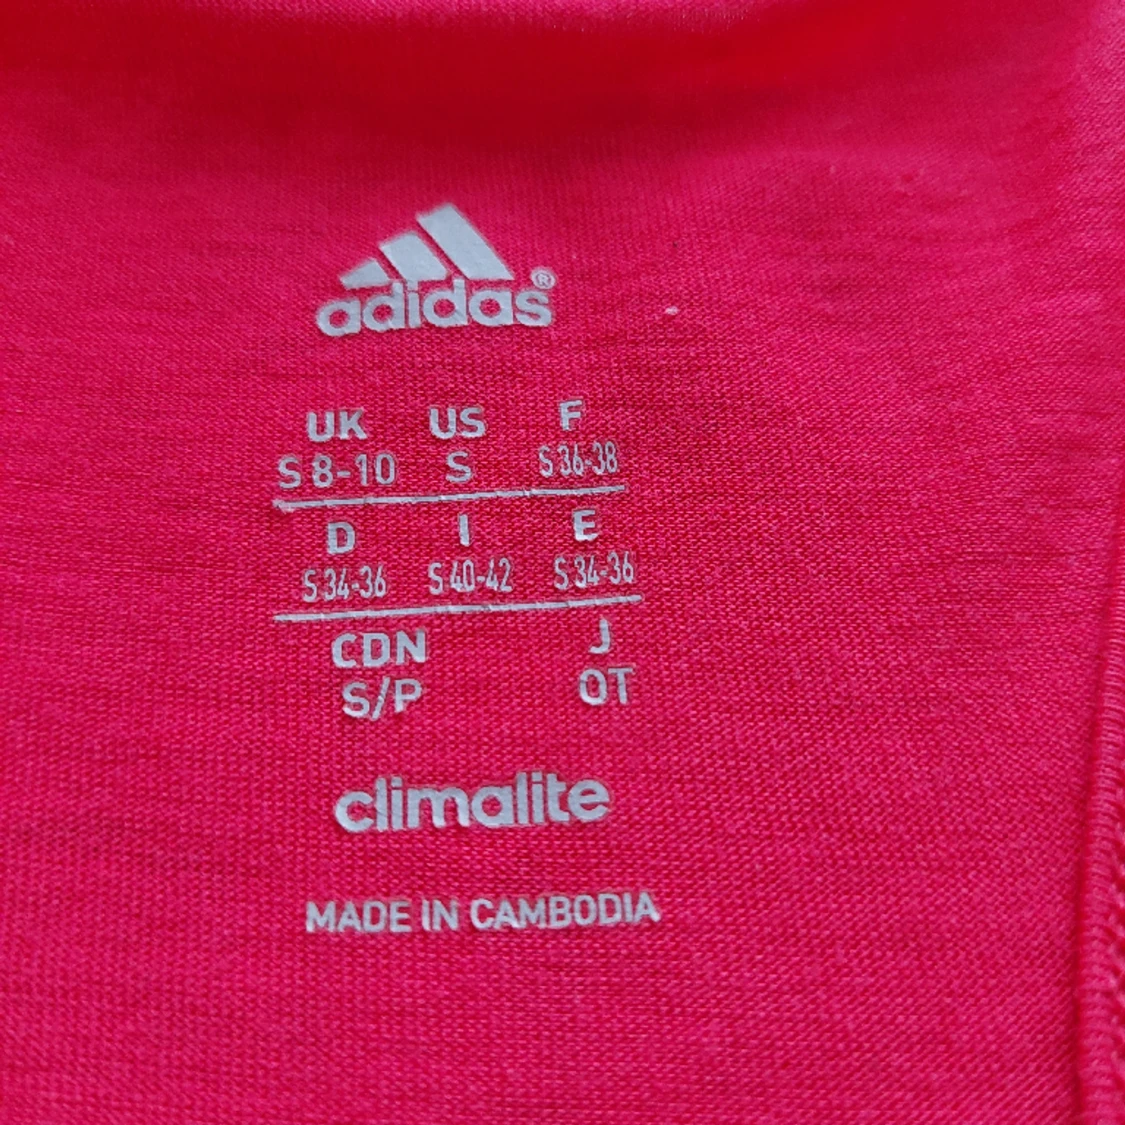 adidas®
UK US F
S 8-10 S S 36-38
D I E
S 34-36 S 40-42 S 34-36
CDN J
S/P OT
climalite
MADE IN CAMBODIA